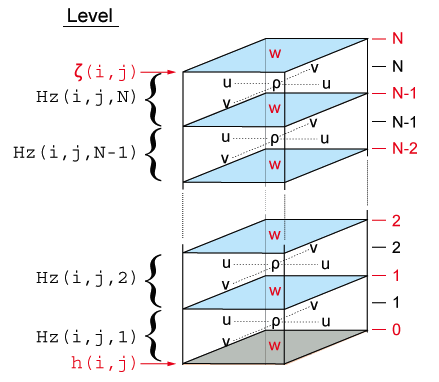 Level
N
w
ζ(i,j)
v
N
u ρ u
Hz(i,j,N)
N-1
v
w
N-1
v
u ρ u
Hz(i,j,N-1)
N-2
v
w
2
w
v
2
u ρ u
Hz(i,j,2)
1
v
w
v
1
u ρ u
Hz(i,j,1)
0
v
w
h(i,j)